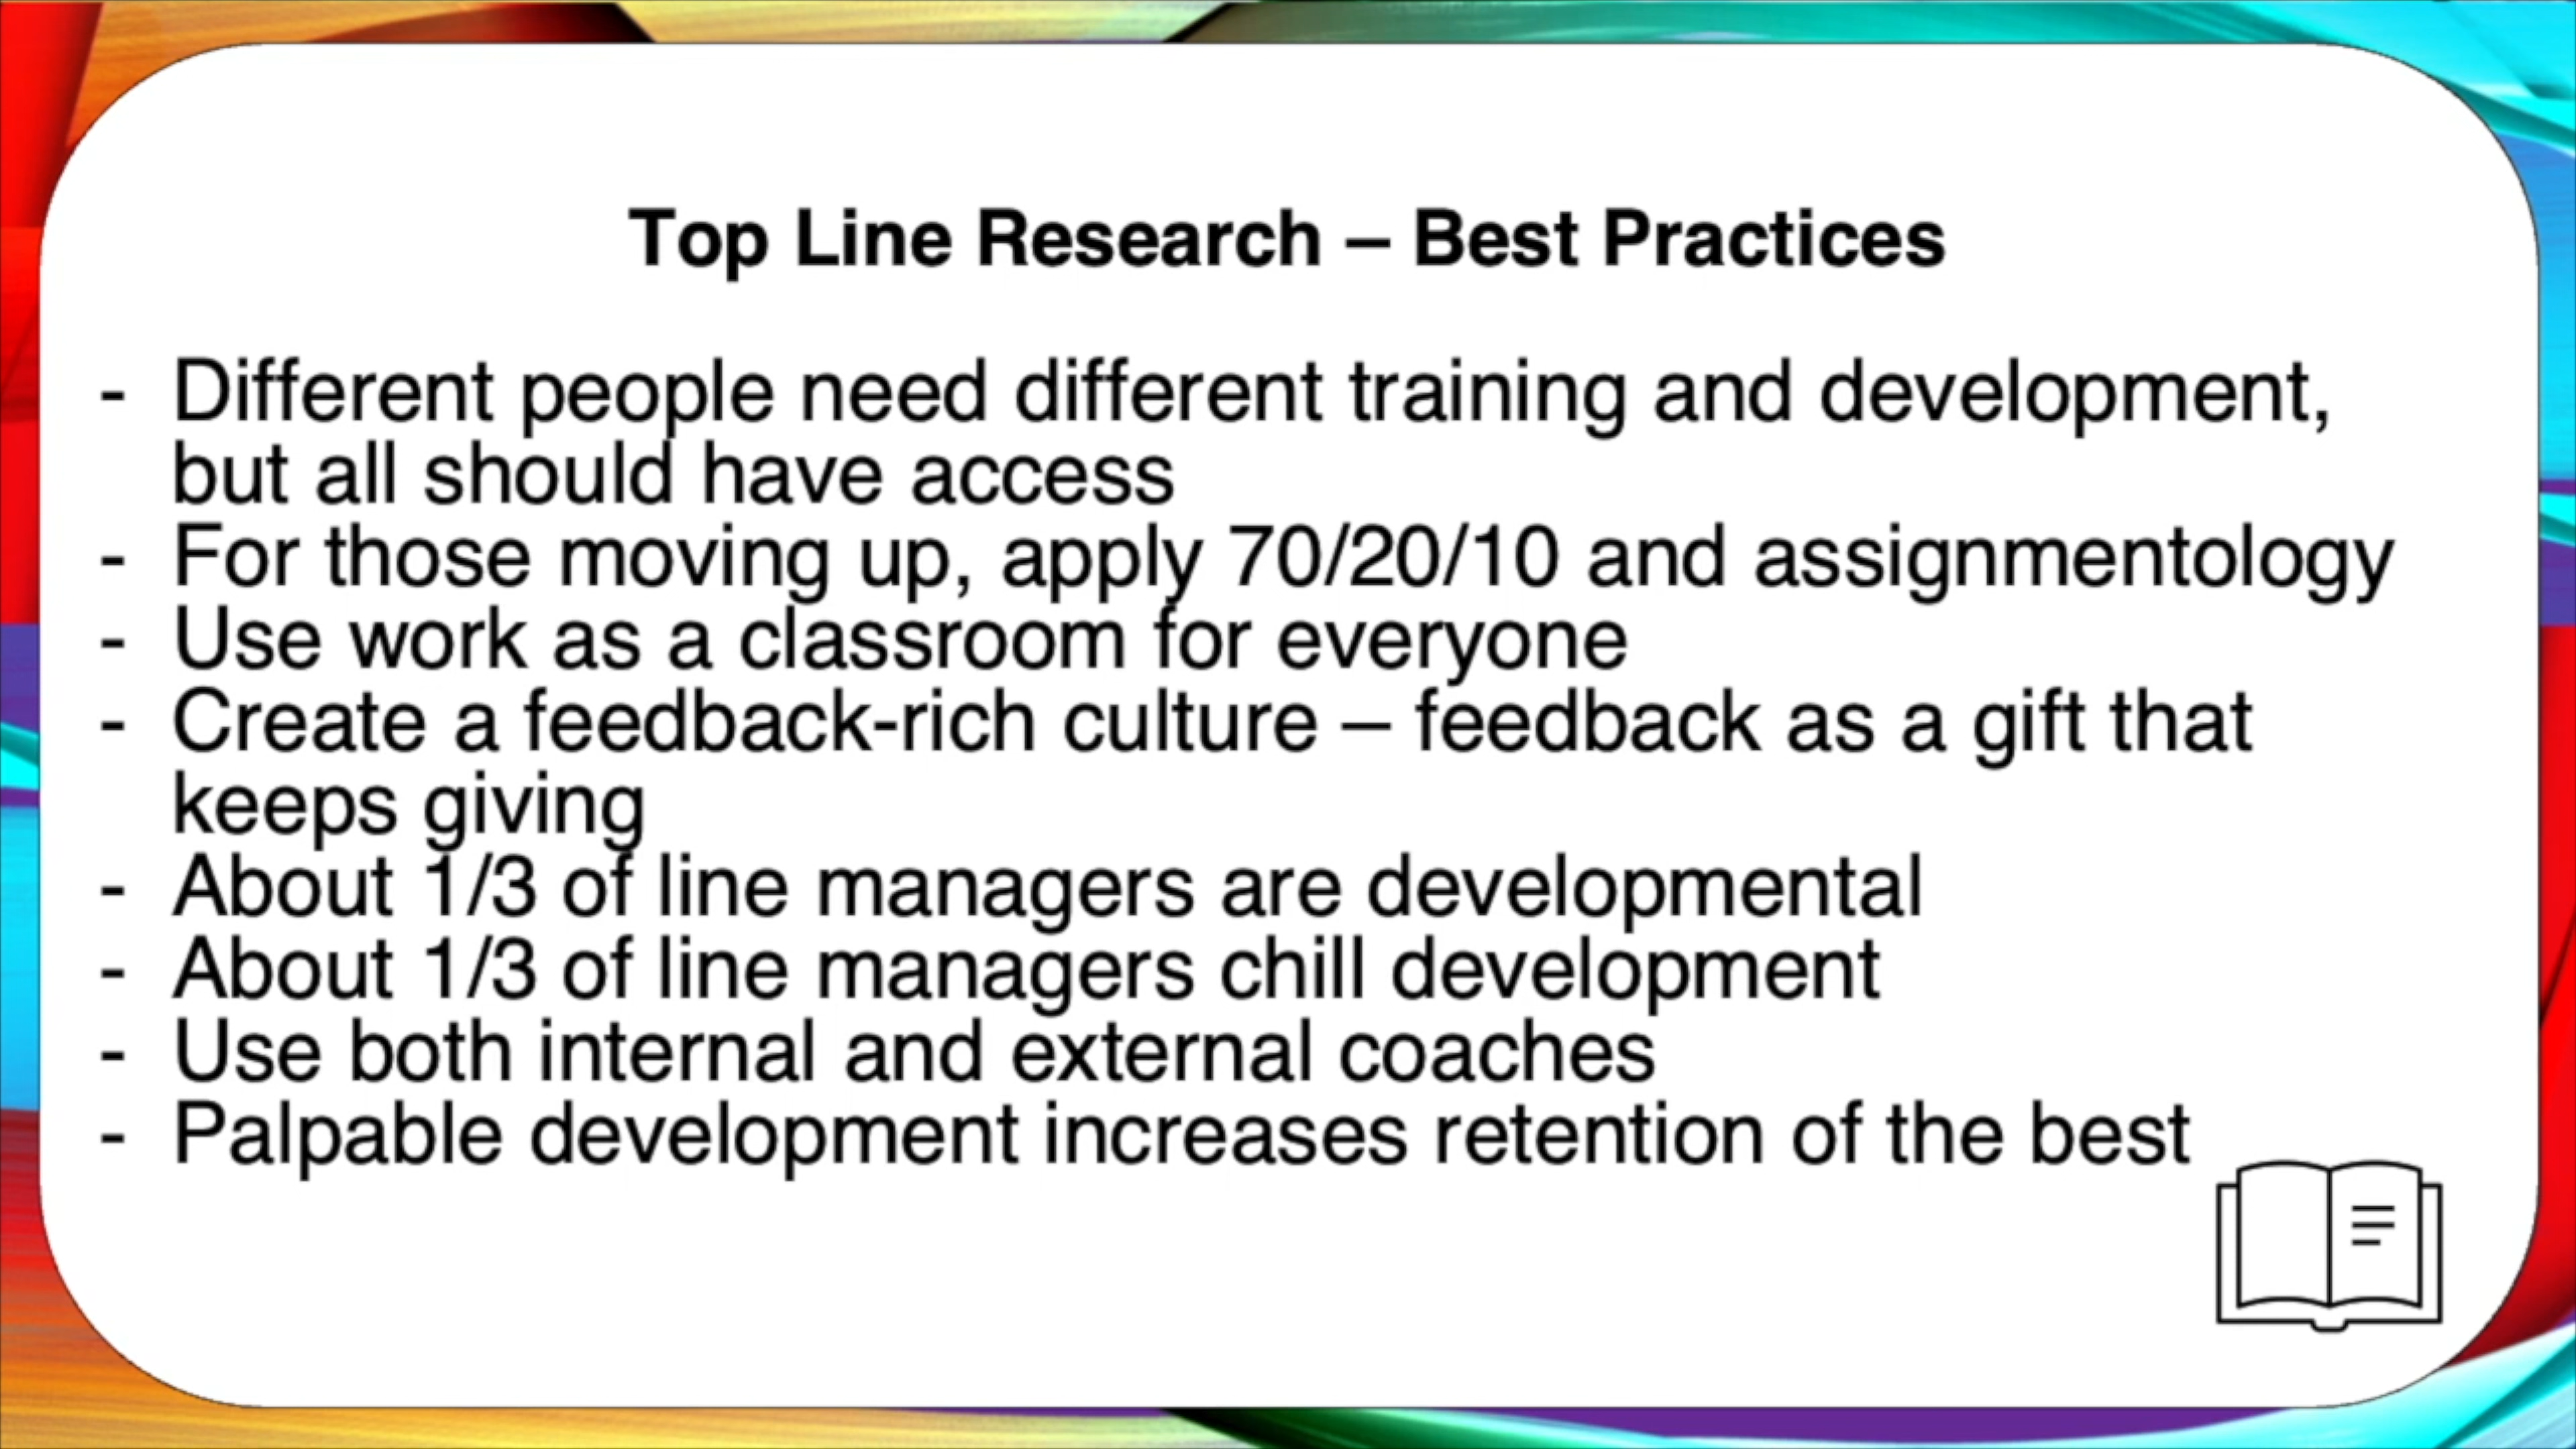 Top Line Research – Best Practices
- Different people need different training and development,
but all should have access
- For those moving up, apply 70/20/10 and assignmentology
- Use work as a classroom for everyone
- Create a feedback-rich culture – feedback as a gift that
keeps giving
- About 1/3 of line managers are developmental
- About 1/3 of line managers chill development
- Use both internal and external coaches
- Palpable development increases retention of the best